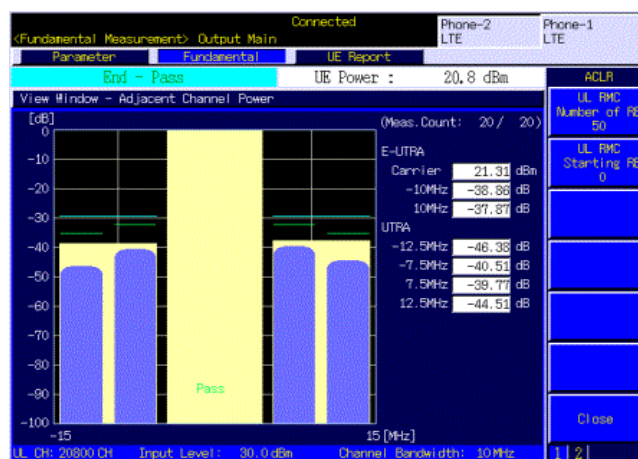 Connected
<Fundamental Measurement> Output Main
Phone-2
LTE
Phone-1
LTE
Parameter
Fundamental
UE Report
End - Pass
UE Power : 20.8 dBm
ACLR
View Window - Adjacent Channel Power
UL RMC
Number of RB
50
UL RMC
Starting RB
0
Close
1 2
[dB]
0
-10
-20
-30
-40
-50
-60
-70
-80
-90
-100
Pass
-15
15 [MHz]
(Meas.Count: 20/ 20)
E-UTRA
Carrier 21.31 dBm
-10MHz -38.86 dB
10MHz -37.87 dB
UTRA
-12.5MHz -46.38 dB
-7.5MHz -40.51 dB
7.5MHz -39.77 dB
12.5MHz -44.51 dB
UL CH: 20800 CH Input Level: 30.0 dBm Channel Bandwidth: 10 MHz